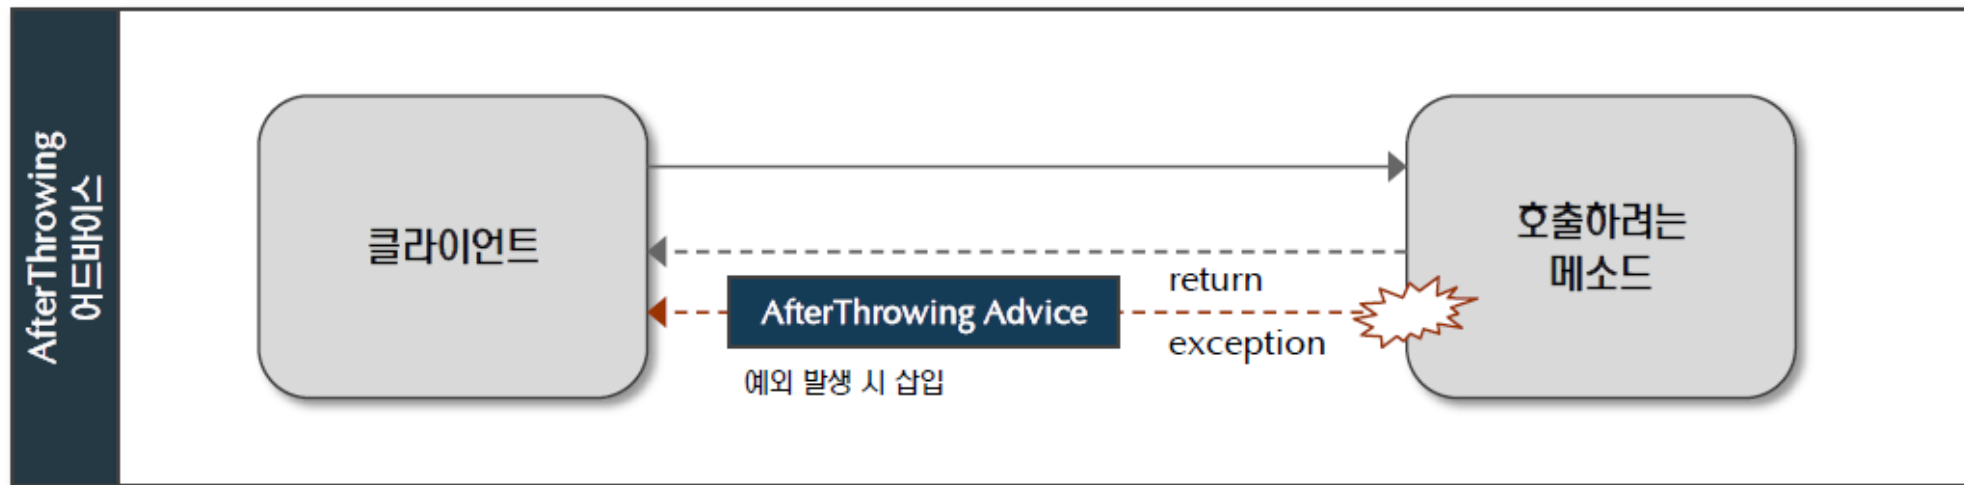 AfterThrowing
어드바이스
클라이언트
호출하려는
메소드
return
AfterThrowing Advice
exception
예외 발생 시 삽입